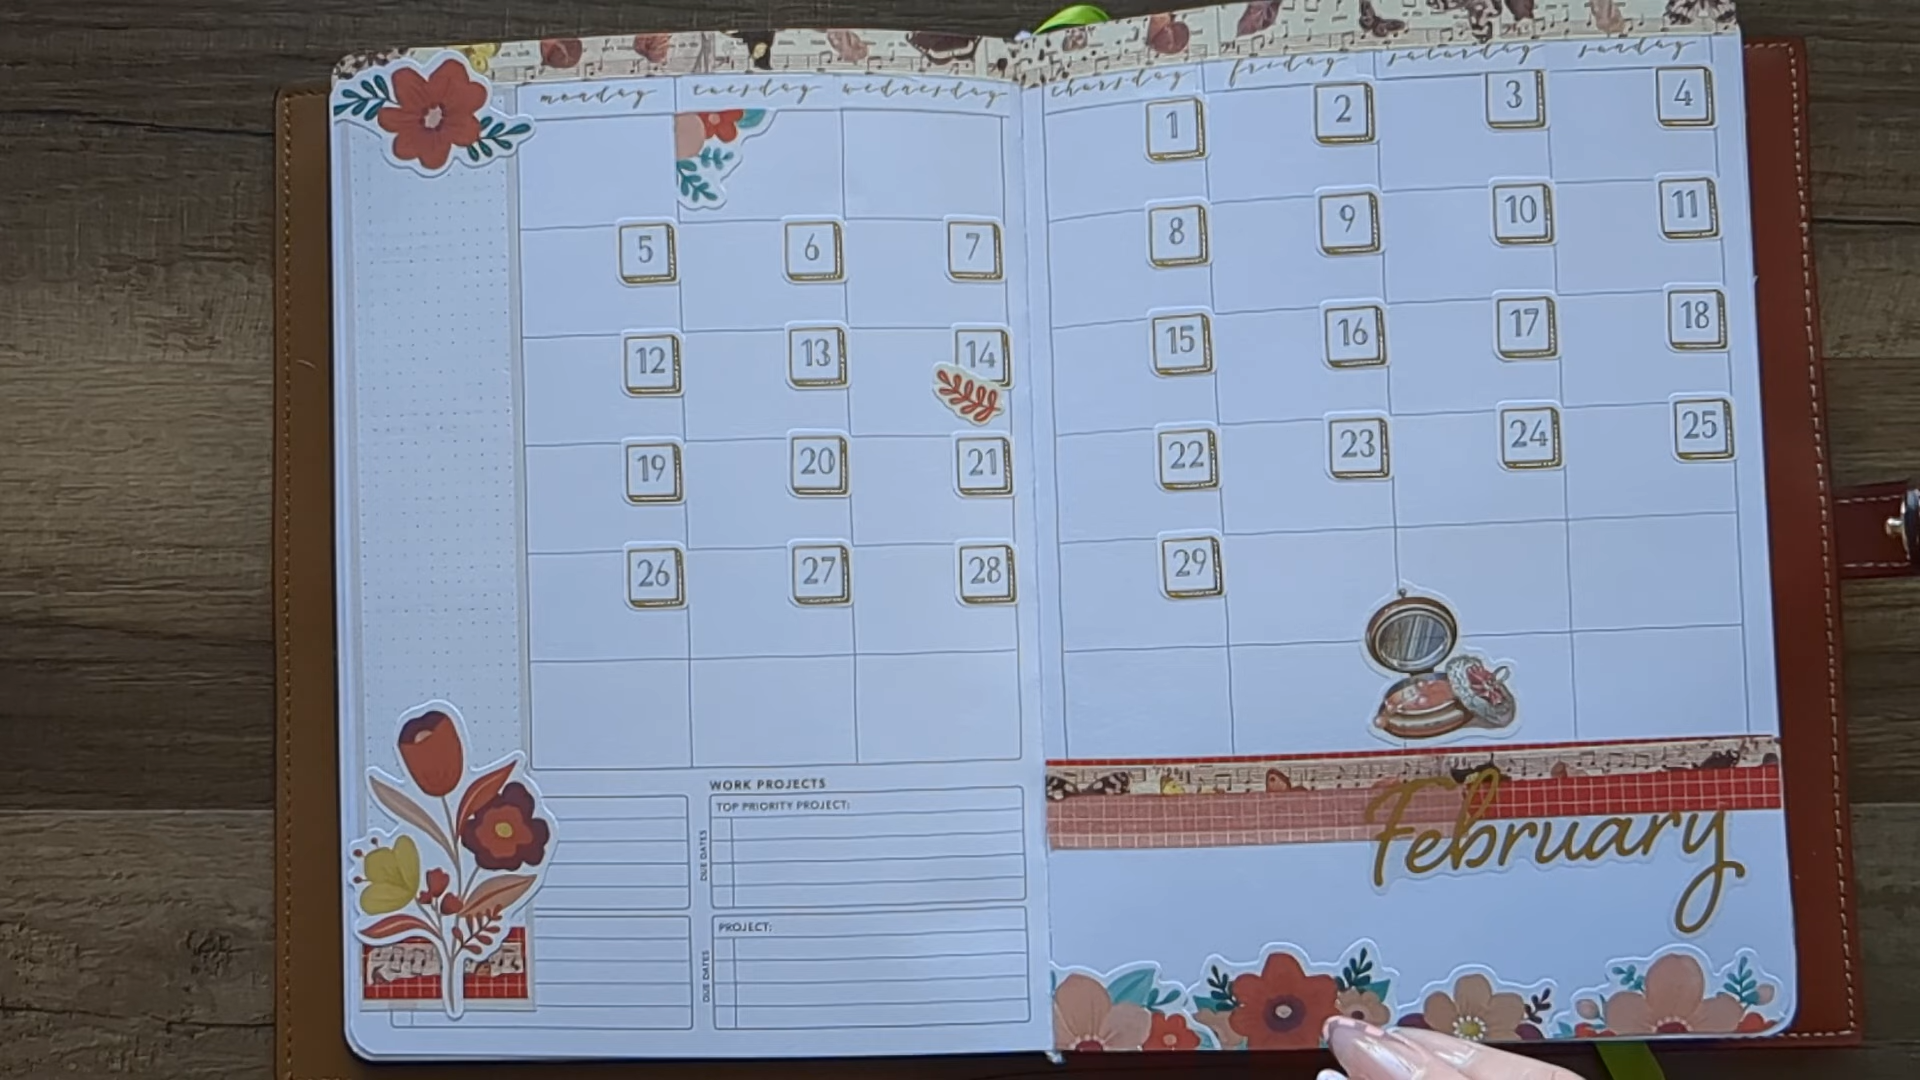 monday tuesday wednesday thursday friday saturday sunday
1 2 3 4
5 6 7 8 9 10 11
12 13 14 15 16 17 18
19 20 21 22 23 24 25
26 27 28 29
WORK PROJECTS
TOP PRIORITY PROJECT:
DUE DATES
PROJECT:
DUE DATES
February